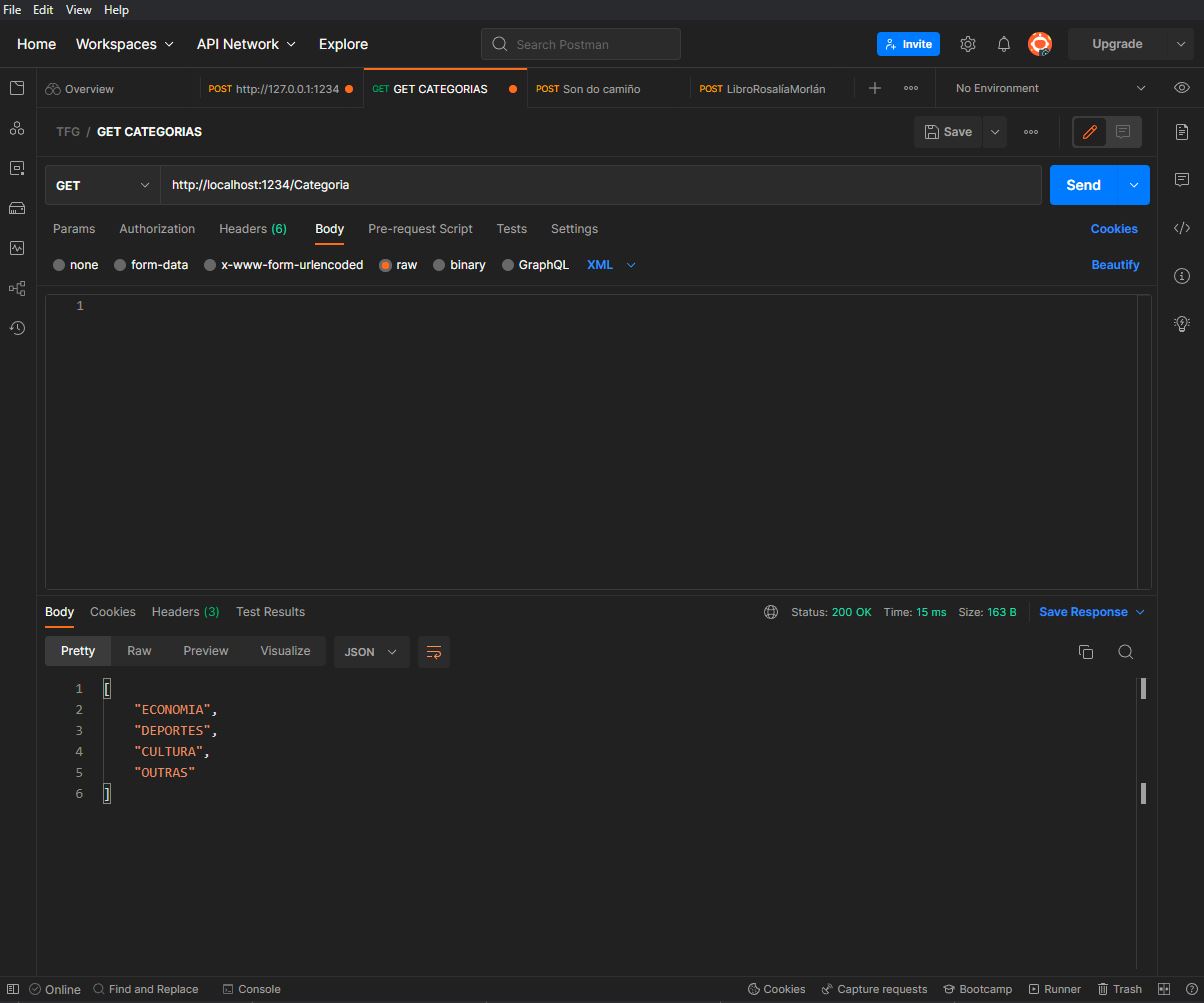 File Edit View Help
Home Workspaces API Network Explore Search Postman Invite Upgrade
Overview POST http://127.0.0.1:1234 GET GET CATEGORIAS POST Son do camiño POST LibroRosalíaMorlán No Environment
TFG / GET CATEGORIAS Save
GET http://localhost:1234/Categoria Send
Params Authorization Headers (6) Body Pre-request Script Tests Settings Cookies
none form-data x-www-form-urlencoded raw binary GraphQL XML Beautify
1
Body Cookies Headers (3) Test Results Status: 200 OK Time: 15 ms Size: 163 B Save Response
Pretty Raw Preview Visualize JSON
1 [
2 "ECONOMIA",
3 "DEPORTES",
4 "CULTURA",
5 "OUTRAS"
6 ]
Online Find and Replace Console Cookies Capture requests Bootcamp Runner Trash